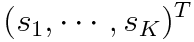 $(s_1, \cdots, s_K)^T$